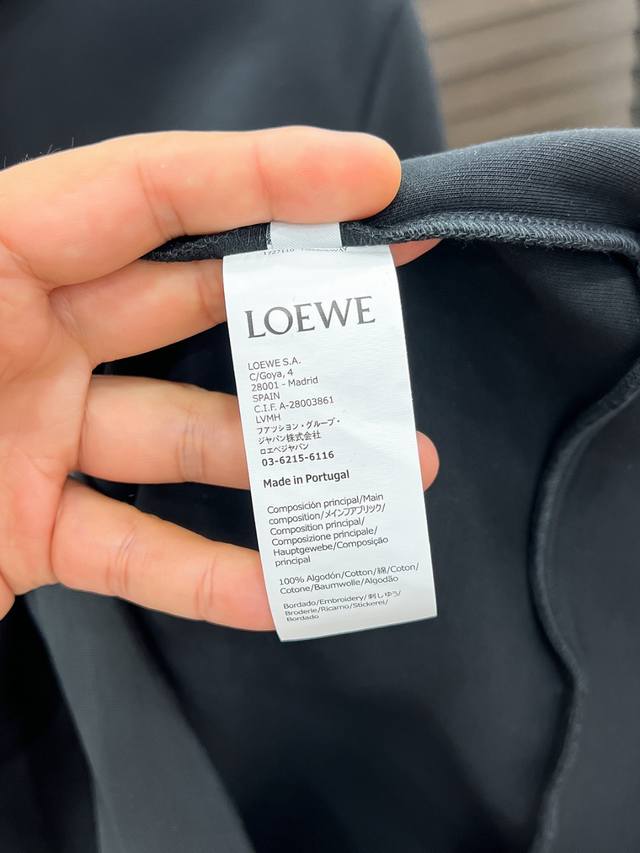 LOEWE
LOEWE S.A.
C/Goya, 4
28001 - Madrid
SPAIN
C.I.F. A-28003861
LVMH
ファッション・グループ・
ジャパン株式会社
ロエベジャパン
03-6215-6116
Made in Portugal
Composición principal/Main
composition/メインファブリック/
Composition principal/
Composizione principale/
Hauptgewebe/Composição
principal
100% Algodón/Cotton/綿/Coton/
Cotone/Baumwolle/Algodão
Bordado/Embroidery/刺しゅう/
Broderie/Ricamo/Stickerei/
Bordado